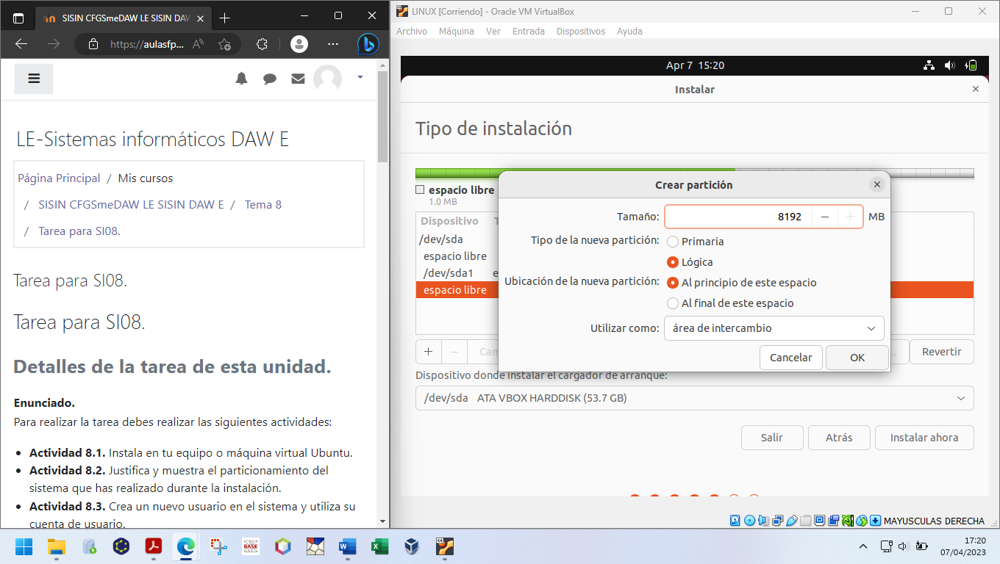 SISIN CFGSmeDAW LE SISIN DAW
https://aulasfp...
LE-Sistemas informáticos DAW E
Página Principal / Mis cursos
/ SISIN CFGSmeDAW LE SISIN DAW E / Tema 8
/ Tarea para SI08.
Tarea para SI08.
Tarea para SI08.
Detalles de la tarea de esta unidad.
Enunciado.
Para realizar la tarea debes realizar las siguientes actividades:
• Actividad 8.1. Instala en tu equipo o máquina virtual Ubuntu.
• Actividad 8.2. Justifica y muestra el particionamiento del
sistema que has realizado durante la instalación.
• Actividad 8.3. Crea un nuevo usuario en el sistema y utiliza su
cuenta de usuario.
LINUX [Corriendo] - Oracle VM VirtualBox
Archivo Máquina Ver Entrada Dispositivos Ayuda
Apr 7 15:20
Instalar
Tipo de instalación
espacio libre
1.0 MB
Dispositivo
/dev/sda
espacio libre
/dev/sda1
espacio libre
Crear partición
Tamaño: 8192 MB
Tipo de la nueva partición: Primaria
Lógica
Ubicación de la nueva partición: Al principio de este espacio
Al final de este espacio
Utilizar como: área de intercambio
Cancelar OK
+ − Revertir
Dispositivo donde instalar el cargador de arranque:
/dev/sda ATA VBOX HARDDISK (53.7 GB)
Salir Atrás Instalar ahora
MAYUSCULAS DERECHA
BASE
64
17:20
07/04/2023